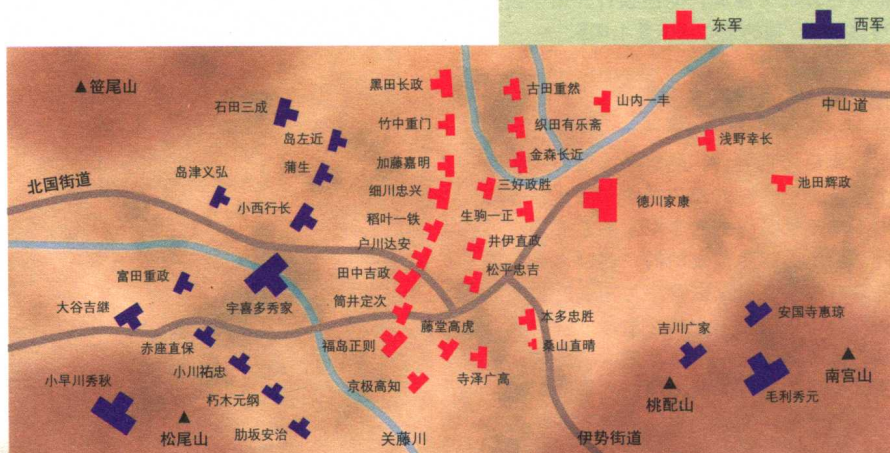 东军
西军
笹尾山
石田三成
岛左近
蒲生
岛津义弘
小西行长
北国街道
富田重政
宇喜多秀家
大谷吉继
赤座直保
小川祐忠
朽木元纲
小早川秀秋
松尾山
肋坂安治
黑田长政
竹中重门
加藤嘉明
细川忠兴
稻叶一铁
户川达安
田中吉政
筒井定次
福岛正则
京极高知
藤堂高虎
寺泽广高
关藤川
古田重然
织田有乐斋
金森长近
三好政胜
生驹一正
井伊直政
松平忠吉
本多忠胜
桑山直晴
伊势街道
山内一丰
中山道
浅野幸长
德川家康
池田辉政
安国寺惠琼
吉川广家
毛利秀元
南宫山
桃配山